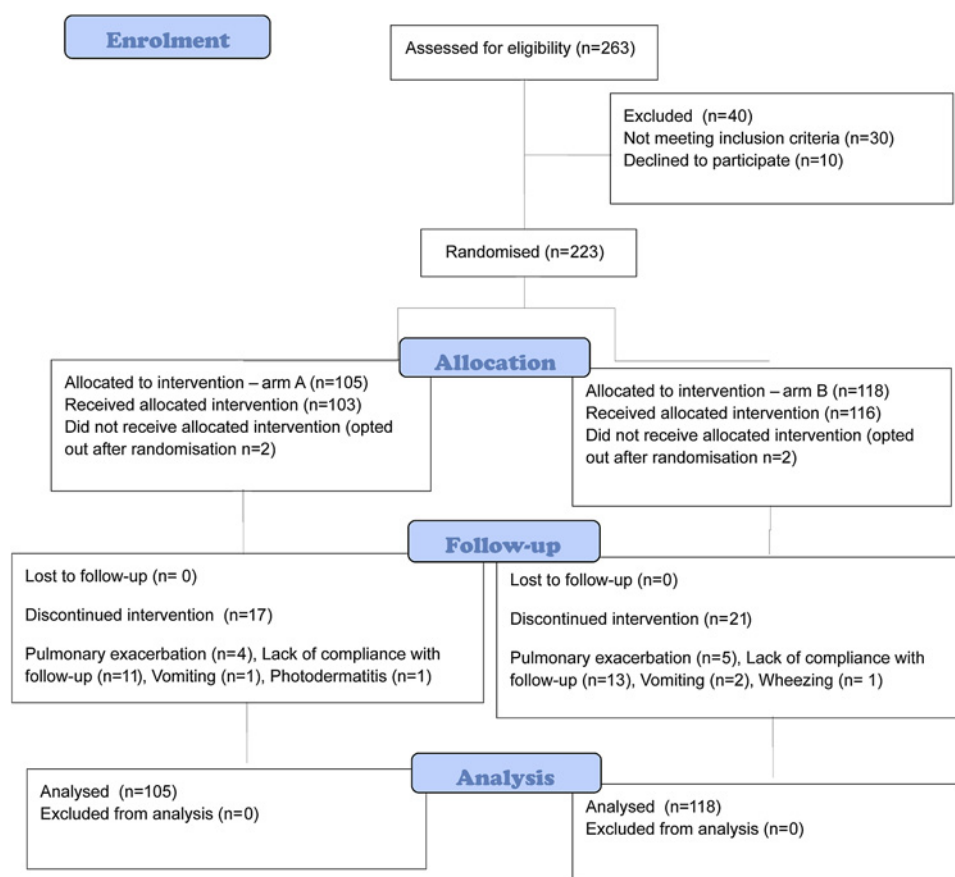 Enrolment
Assessed for eligibility (n=263)
Excluded (n=40)
Not meeting inclusion criteria (n=30)
Declined to participate (n=10)
Randomised (n=223)
Allocation
Allocated to intervention – arm A (n=105)
Received allocated intervention (n=103)
Did not receive allocated intervention (opted
out after randomisation n=2)
Allocated to intervention – arm B (n=118)
Received allocated intervention (n=116)
Did not receive allocated intervention (opted
out after randomisation n=2)
Follow-up
Lost to follow-up (n= 0)
Discontinued intervention (n=17)
Pulmonary exacerbation (n=4), Lack of compliance with
follow-up (n=11), Vomiting (n=1), Photodermatitis (n=1)
Lost to follow-up (n=0)
Discontinued intervention (n=21)
Pulmonary exacerbation (n=5), Lack of compliance with
follow-up (n=13), Vomiting (n=2), Wheezing (n= 1)
Analysis
Analysed (n=105)
Excluded from analysis (n=0)
Analysed (n=118)
Excluded from analysis (n=0)